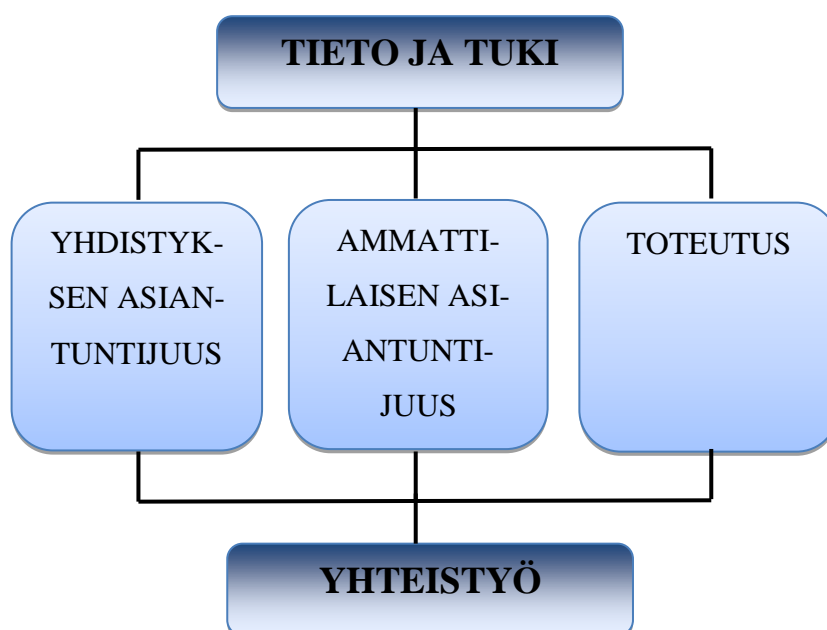 TIETO JA TUKI
YHDISTYK-
SEN ASIAN-
TUNTIJUUS
AMMATTI-
LAISEN ASI-
ANTUNTI-
JUUS
TOTEUTUS
YHTEISTYÖ